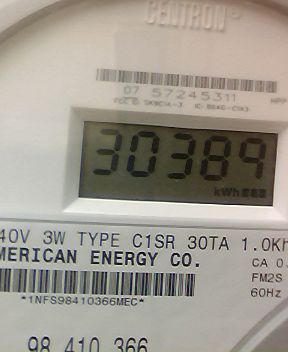 CENTRON®
07 57245311
FCC ID: SK9C1A-3
30389
kWh
40V 3W TYPE C1SR 30TA 1.0Kh
MERICAN ENERGY CO.
CA 0.
FM2S
*1NFS98410366MEC*
60Hz
98 410 366